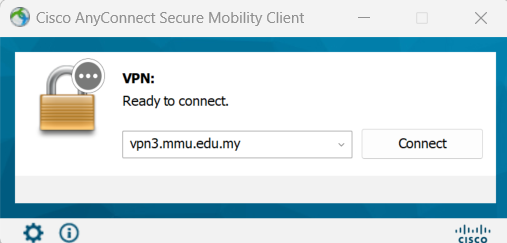 Cisco AnyConnect Secure Mobility Client
VPN:
Ready to connect.
vpn3.mmu.edu.my
Connect
CISCO